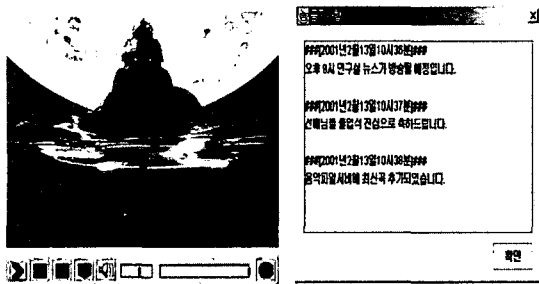 ###[2001년2월13일10시36분]###
오후 9시 연구실 뉴스가 방송될 예정입니다.
###[2001년2월13일10시37분]###
선배님들 졸업식 진심으로 축하드립니다.
###[2001년2월13일10시38분]###
음악파일서버에 최신곡 추가되었습니다.
확인